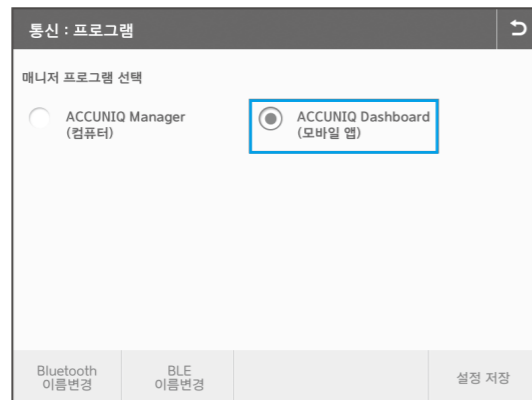 통신 : 프로그램
매니저 프로그램 선택
ACCUNIQ Manager
(컴퓨터)
ACCUNIQ Dashboard
(모바일 앱)
Bluetooth
이름변경
BLE
이름변경
설정 저장